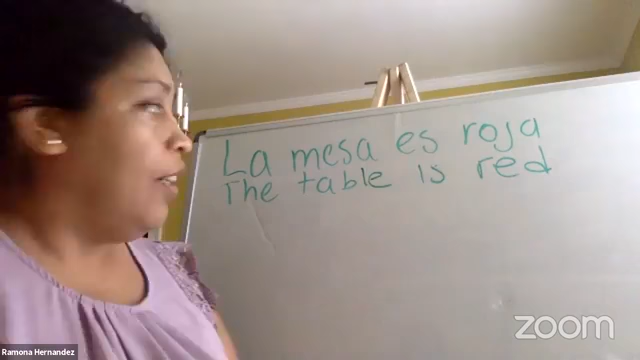 La mesa es roja
The table is red
zoom
Ramona Hernandez